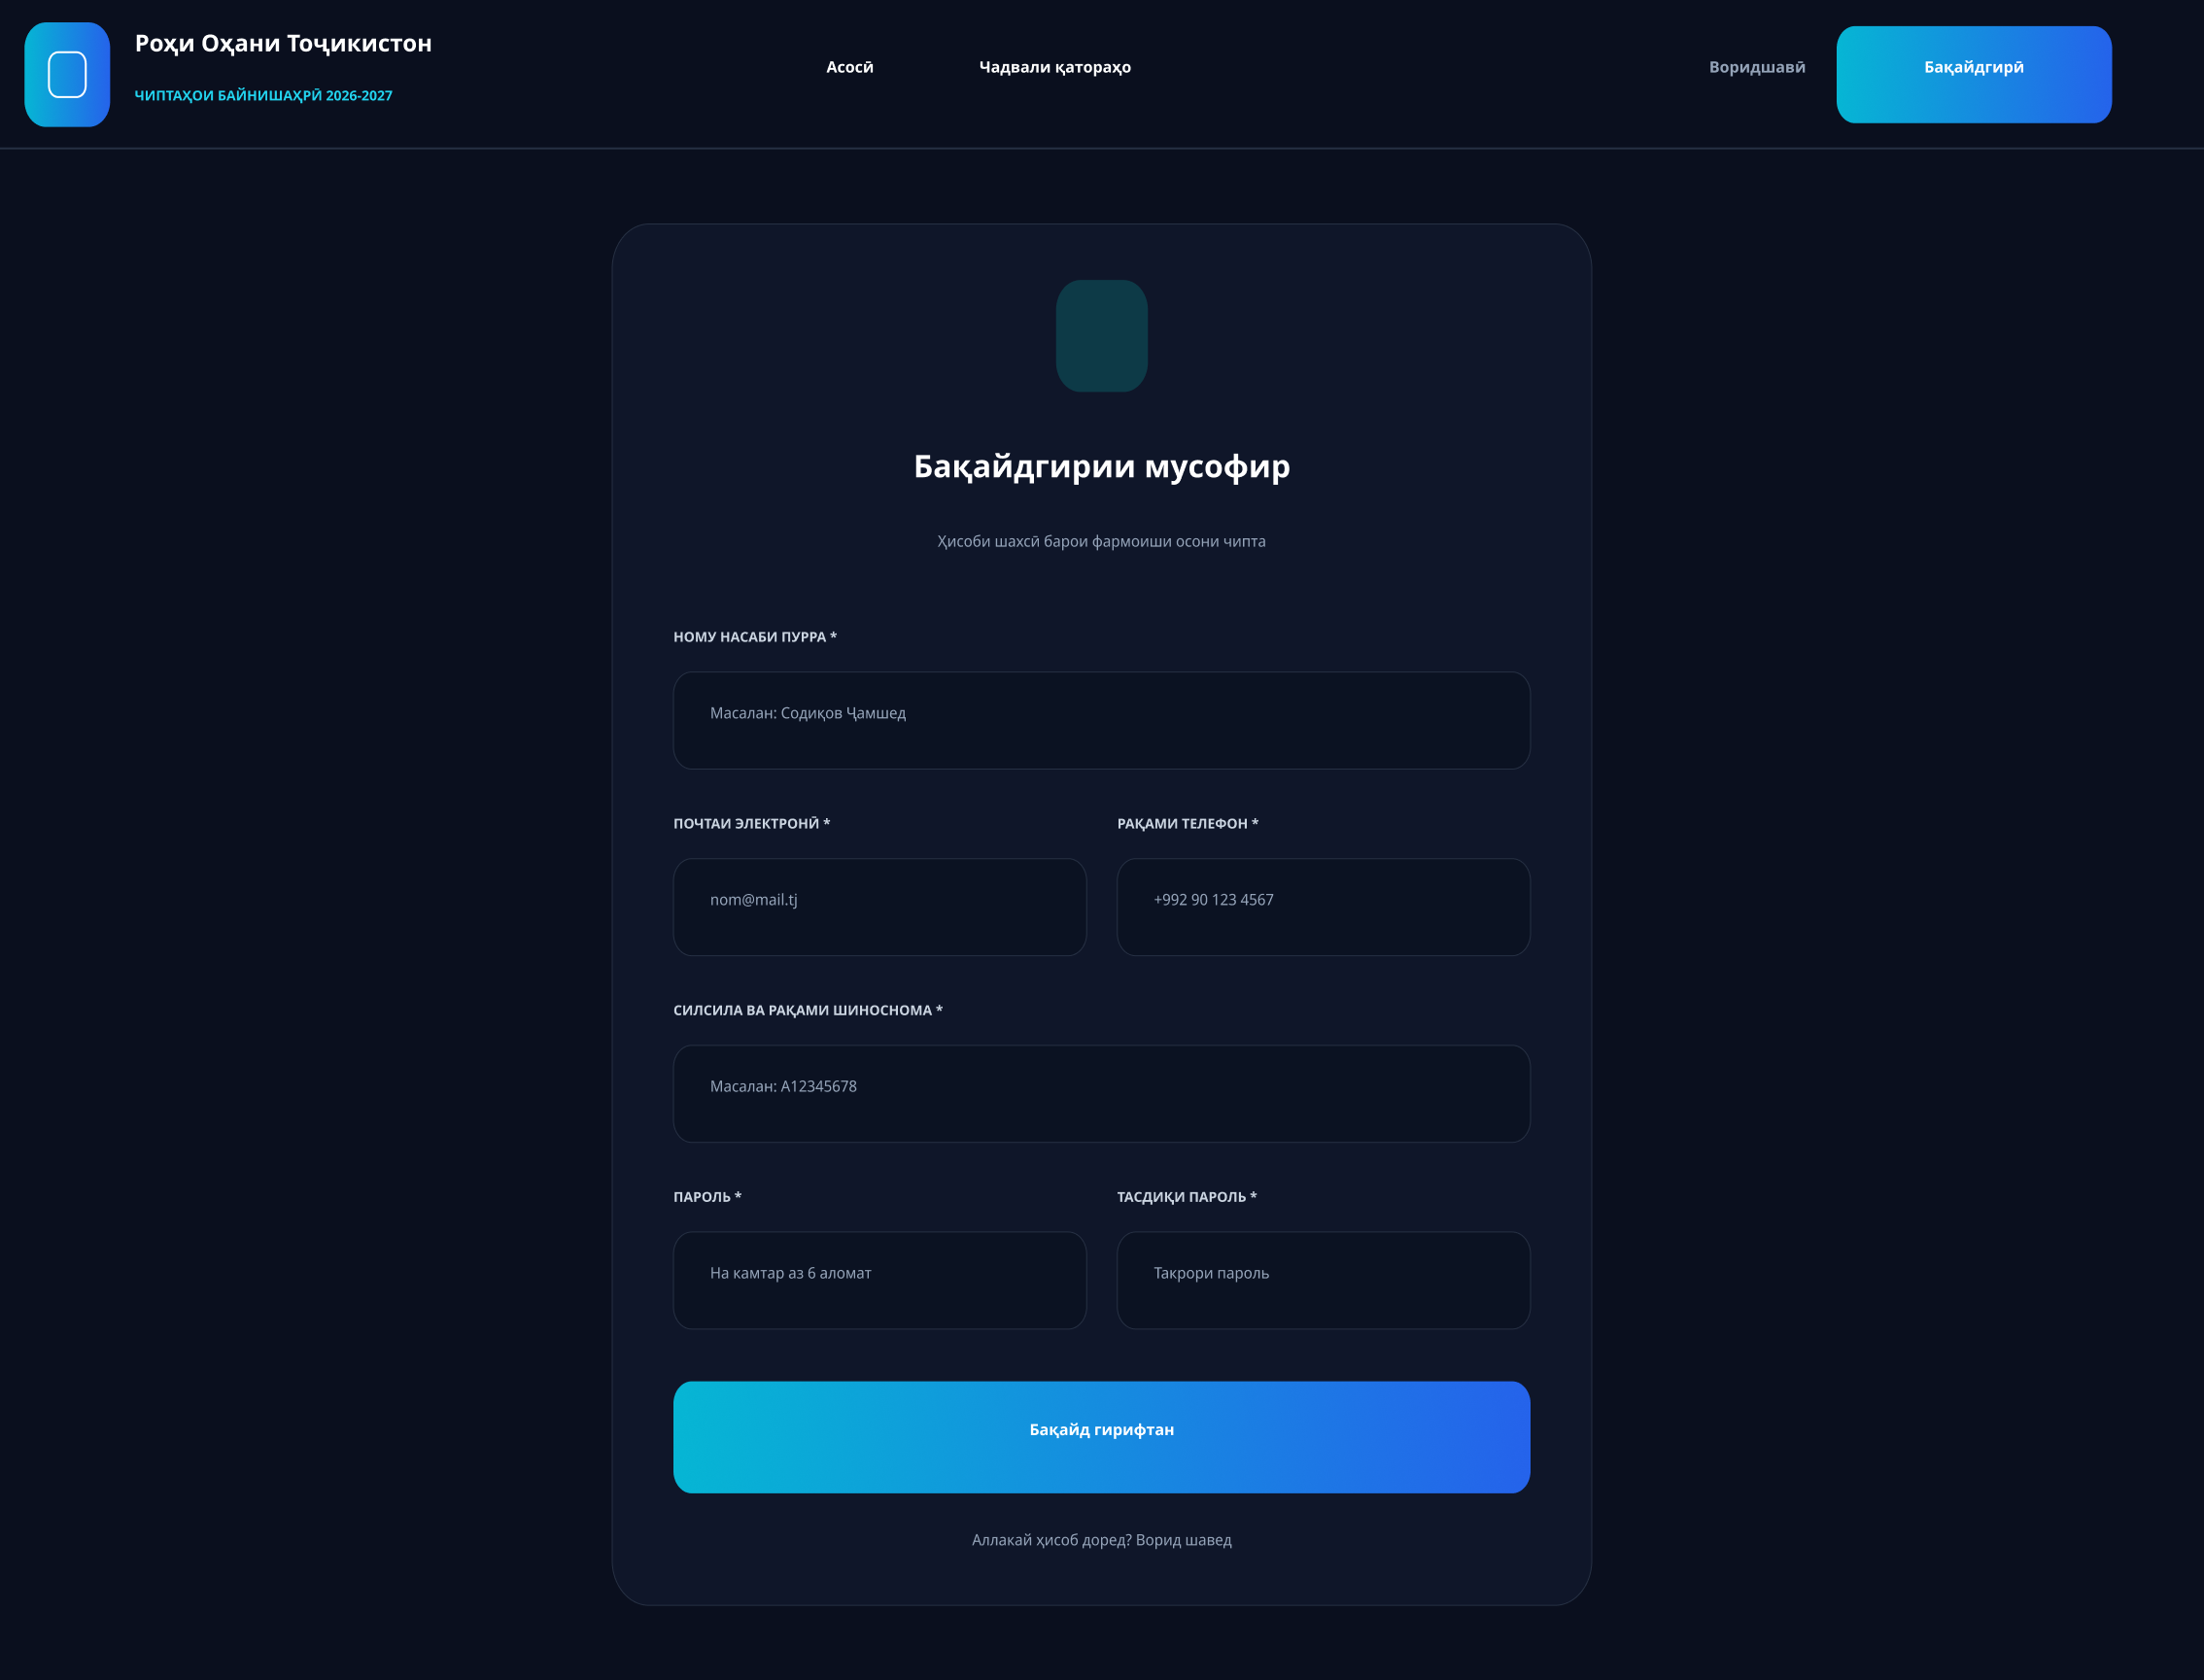 Роҳи Оҳани Тоҷикистон
ЧИПТАҲОИ БАЙНИШАҲРӢ 2026-2027
Асосӣ
Чадвали қатораҳо
Воридшавӣ
Бақайдгирӣ
Бақайдгирии мусофир
Ҳисоби шахсӣ барои фармоиши осони чипта
НОМУ НАСАБИ ПУРРА *
Масалан: Содиқов Ҷамшед
ПОЧТАИ ЭЛЕКТРОНӢ *
РАҚАМИ ТЕЛЕФОН *
nom@mail.tj
+992 90 123 4567
СИЛСИЛА ВА РАҚАМИ ШИНОСНОМА *
Масалан: A12345678
ПАРОЛЬ *
ТАСДИҚИ ПАРОЛЬ *
На камтар аз 6 аломат
Такрори пароль
Бақайд гирифтан
Аллакай ҳисоб доред? Ворид шавед